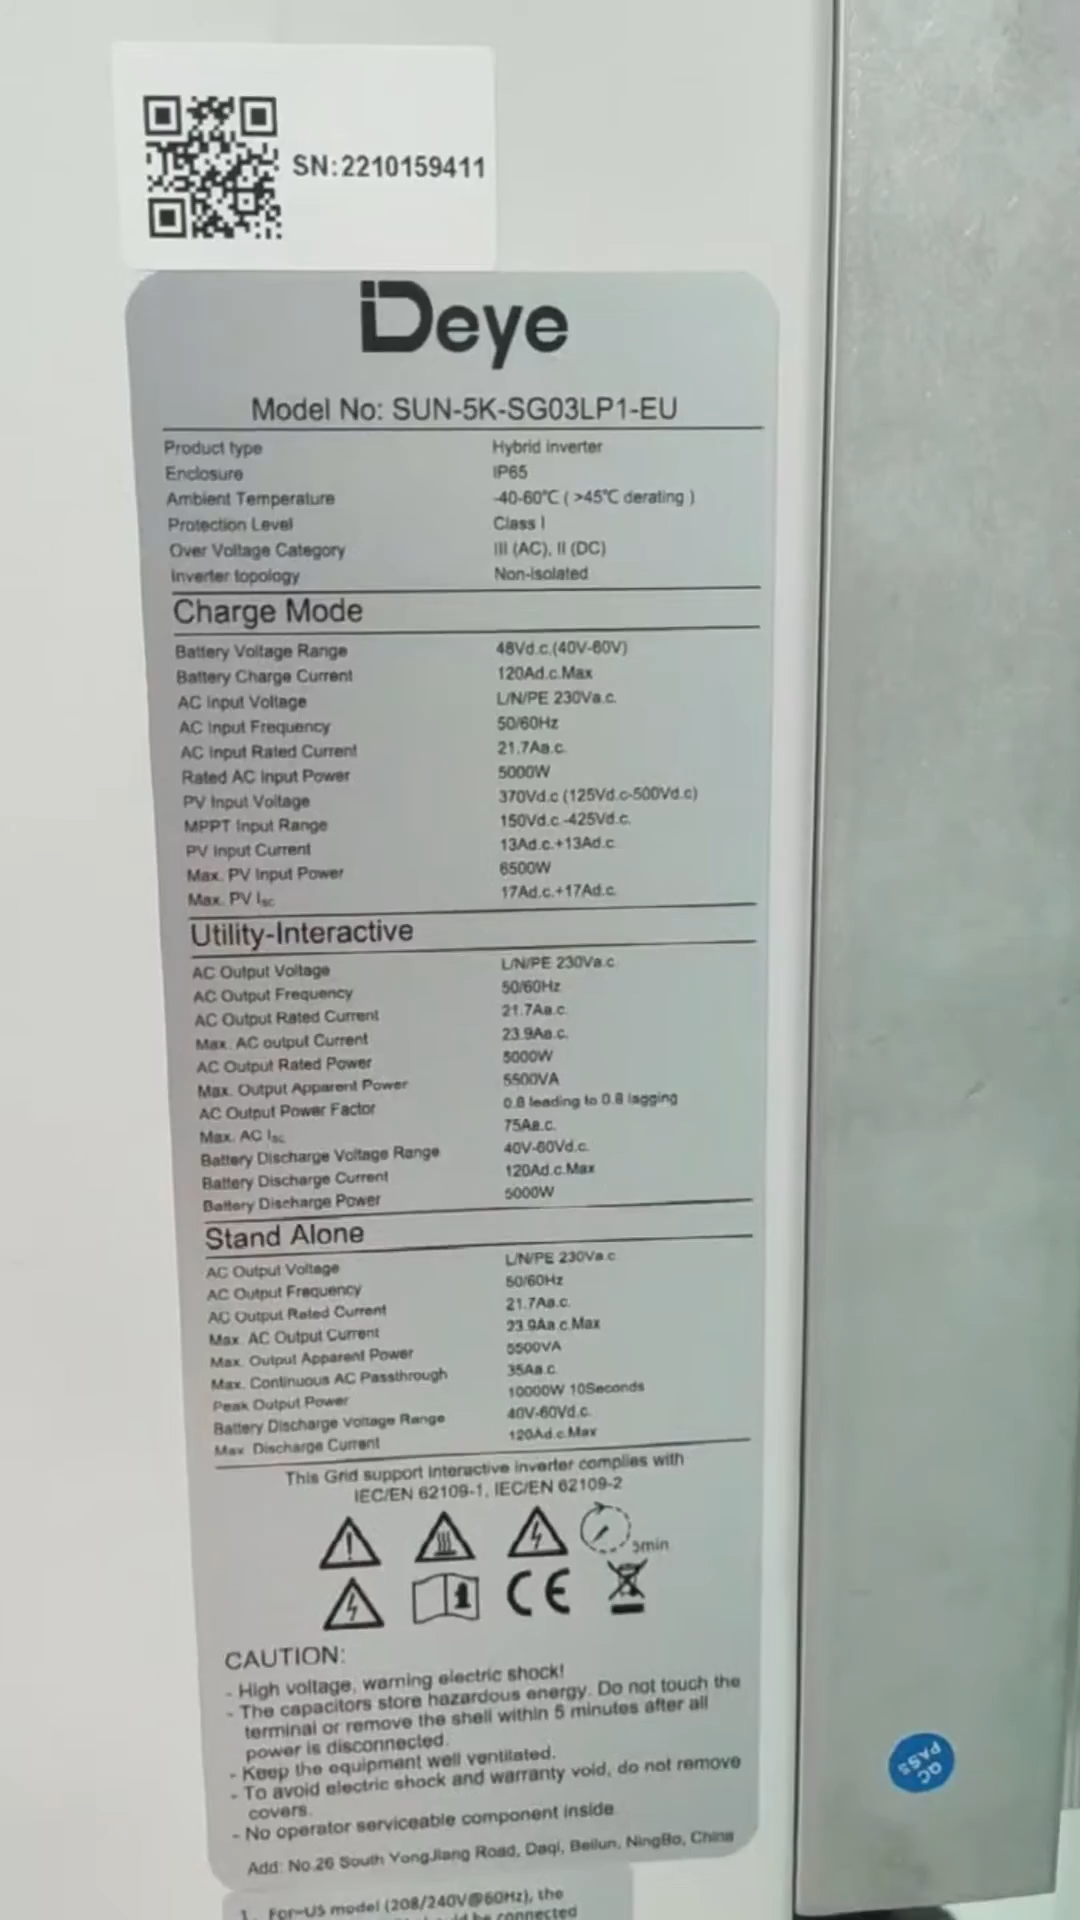 SN:2210159411
Deye
Model No: SUN-5K-SG03LP1-EU
Product type Hybrid inverter
Enclosure IP65
Ambient Temperature -40-60℃ ( >45℃ derating )
Protection Level Class I
Over Voltage Category III (AC), II (DC)
Inverter topology Non-isolated
Charge Mode
Battery Voltage Range 48Vd.c.(40V-60V)
Battery Charge Current 120Ad.c.Max
AC Input Voltage L/N/PE 230Va.c.
AC Input Frequency 50/60Hz
AC Input Rated Current 21.7Aa.c.
Rated AC Input Power 5000W
PV Input Voltage 370Vd.c (125Vd.c-500Vd.c)
MPPT Input Range 150Vd.c.-425Vd.c.
PV Input Current 13Ad.c.+13Ad.c.
Max. PV Input Power 6500W
Max. PV Isc 17Ad.c.+17Ad.c.
Utility-Interactive
AC Output Voltage L/N/PE 230Va.c.
AC Output Frequency 50/60Hz
AC Output Rated Current 21.7Aa.c.
Max. AC output Current 23.9Aa.c.
AC Output Rated Power 5000W
Max. Output Apparent Power 5500VA
AC Output Power Factor 0.8 leading to 0.8 lagging
Max. AC Isc 75Aa.c.
Battery Discharge Voltage Range 40V-60Vd.c.
Battery Discharge Current 120Ad.c.Max
Battery Discharge Power 5000W
Stand Alone
AC Output Voltage L/N/PE 230Va.c
AC Output Frequency 50/60Hz
AC Output Rated Current 21.7Aa.c.
Max. AC Output Current 23.9Aa.c.Max
Max. Output Apparent Power 5500VA
Max. Continuous AC Passthrough 35Aa.c.
Peak Output Power 10000W 10Seconds
Battery Discharge Voltage Range 40V-60Vd.c.
Max. Discharge Current 120Ad.c.Max
This Grid support interactive inverter complies with
IEC/EN 62109-1, IEC/EN 62109-2
5min
CE
CAUTION:
- High voltage, warning electric shock!
- The capacitors store hazardous energy. Do not touch the
terminal or remove the shell within 5 minutes after all
power is disconnected.
- Keep the equipment well ventilated.
- To avoid electric shock and warranty void, do not remove
covers.
- No operator serviceable component inside.
Add: No.26 South YongJiang Road, Daqi, Beilun, NingBo, China
1. For-US model (208/240V@60Hz), the
be connected
QC
PASS